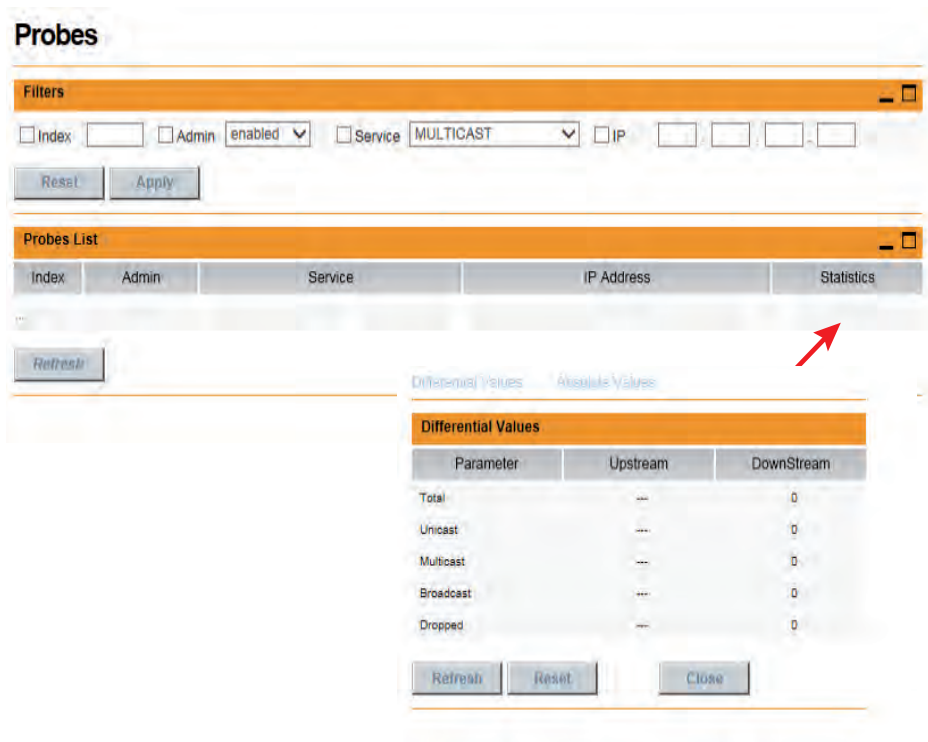 Probes
Filters
Index Admin enabled Service MULTICAST IP . . .
Reset Apply
Probes List
Index Admin Service IP Address Statistics
...
Refresh
Differential Values Absolute Values
Differential Values
Parameter Upstream DownStream
Total --- 0
Unicast --- 0
Multicast --- 0
Broadcast --- 0
Dropped --- 0
Refresh Reset Close